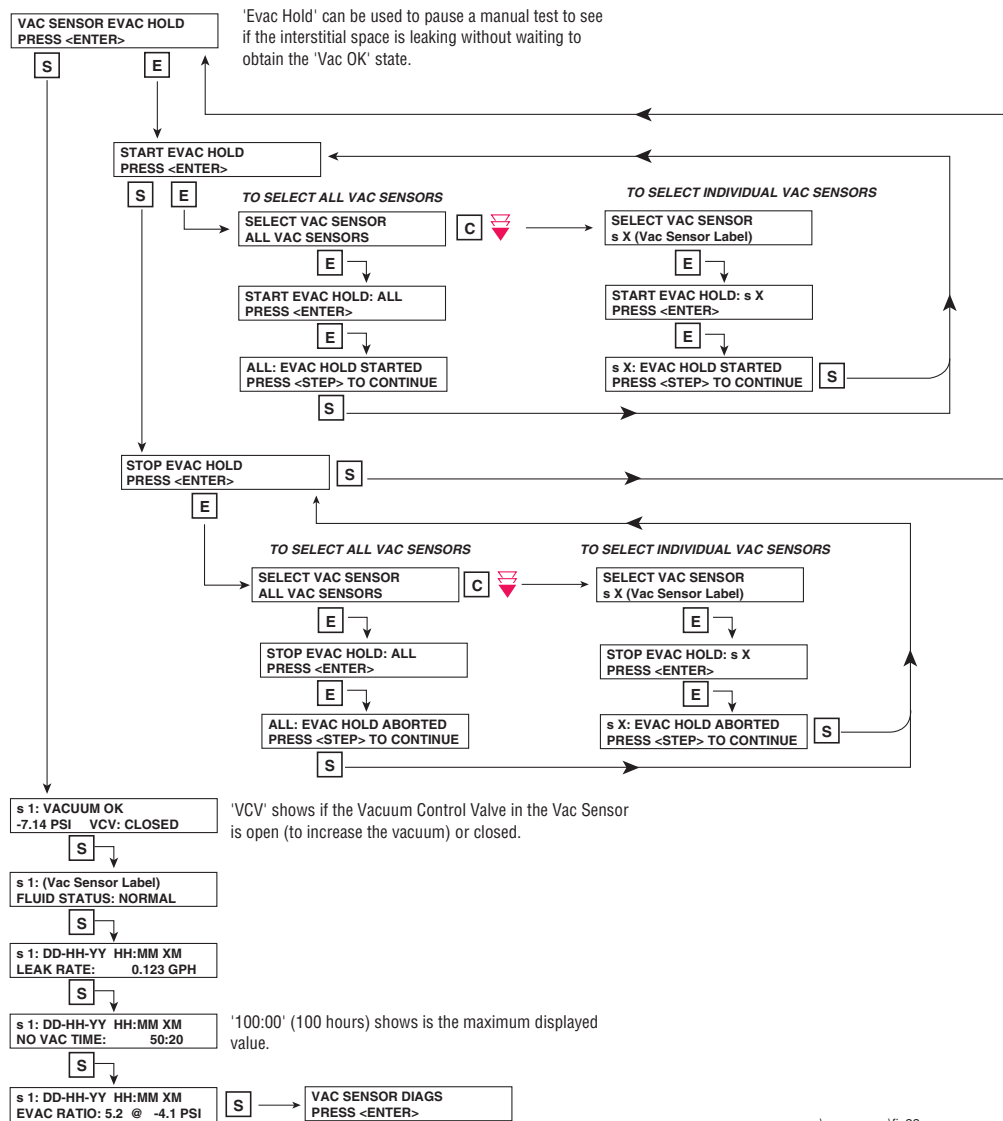 VAC SENSOR EVAC HOLD
PRESS <ENTER>
'Evac Hold' can be used to pause a manual test to see
if the interstitial space is leaking without waiting to
obtain the 'Vac OK' state.
S
E
START EVAC HOLD
PRESS <ENTER>
S
E
TO SELECT ALL VAC SENSORS
TO SELECT INDIVIDUAL VAC SENSORS
SELECT VAC SENSOR
ALL VAC SENSORS
C
SELECT VAC SENSOR
s X (Vac Sensor Label)
E
E
START EVAC HOLD: ALL
PRESS <ENTER>
START EVAC HOLD: s X
PRESS <ENTER>
E
E
ALL: EVAC HOLD STARTED
PRESS <STEP> TO CONTINUE
s X: EVAC HOLD STARTED
PRESS <STEP> TO CONTINUE
S
S
STOP EVAC HOLD
PRESS <ENTER>
S
E
TO SELECT ALL VAC SENSORS
TO SELECT INDIVIDUAL VAC SENSORS
SELECT VAC SENSOR
ALL VAC SENSORS
C
SELECT VAC SENSOR
s X (Vac Sensor Label)
E
E
STOP EVAC HOLD: ALL
PRESS <ENTER>
STOP EVAC HOLD: s X
PRESS <ENTER>
E
E
ALL: EVAC HOLD ABORTED
PRESS <STEP> TO CONTINUE
s X: EVAC HOLD ABORTED
PRESS <STEP> TO CONTINUE
S
S
s 1: VACUUM OK
-7.14 PSI VCV: CLOSED
'VCV' shows if the Vacuum Control Valve in the Vac Sensor
is open (to increase the vacuum) or closed.
S
s 1: (Vac Sensor Label)
FLUID STATUS: NORMAL
S
s 1: DD-HH-YY HH:MM XM
LEAK RATE: 0.123 GPH
S
s 1: DD-HH-YY HH:MM XM
NO VAC TIME: 50:20
'100:00' (100 hours) shows is the maximum displayed
value.
S
s 1: DD-HH-YY HH:MM XM
EVAC RATIO: 5.2 @ -4.1 PSI
S
VAC SENSOR DIAGS
PRESS <ENTER>